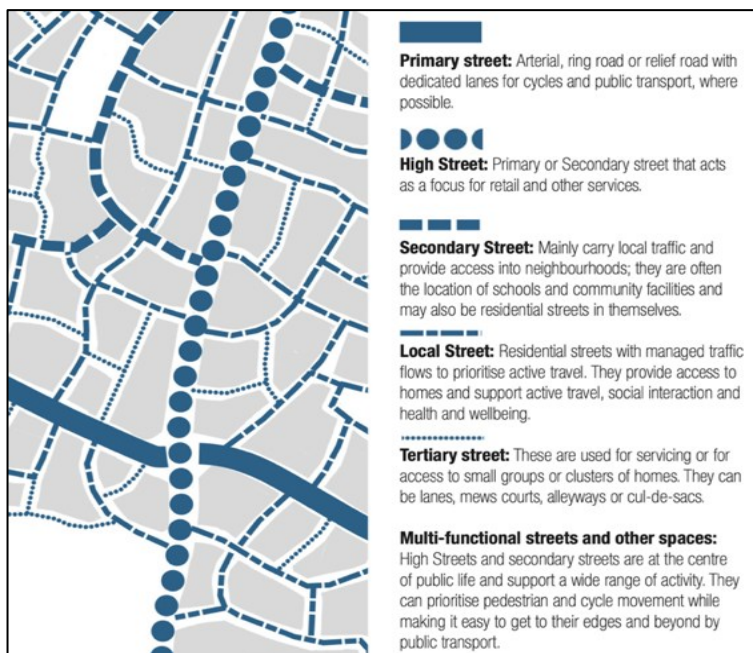 Primary street: Arterial, ring road or relief road with
dedicated lanes for cycles and public transport, where
possible.
High Street: Primary or Secondary street that acts
as a focus for retail and other services.
Secondary Street: Mainly carry local traffic and
provide access into neighbourhoods; they are often
the location of schools and community facilities and
may also be residential streets in themselves.
Local Street: Residential streets with managed traffic
flows to prioritise active travel. They provide access to
homes and support active travel, social interaction and
health and wellbeing.
Tertiary street: These are used for servicing or for
access to small groups or clusters of homes. They can
be lanes, mews courts, alleyways or cul-de-sacs.
Multi-functional streets and other spaces:
High Streets and secondary streets are at the centre
of public life and support a wide range of activity. They
can prioritise pedestrian and cycle movement while
making it easy to get to their edges and beyond by
public transport.